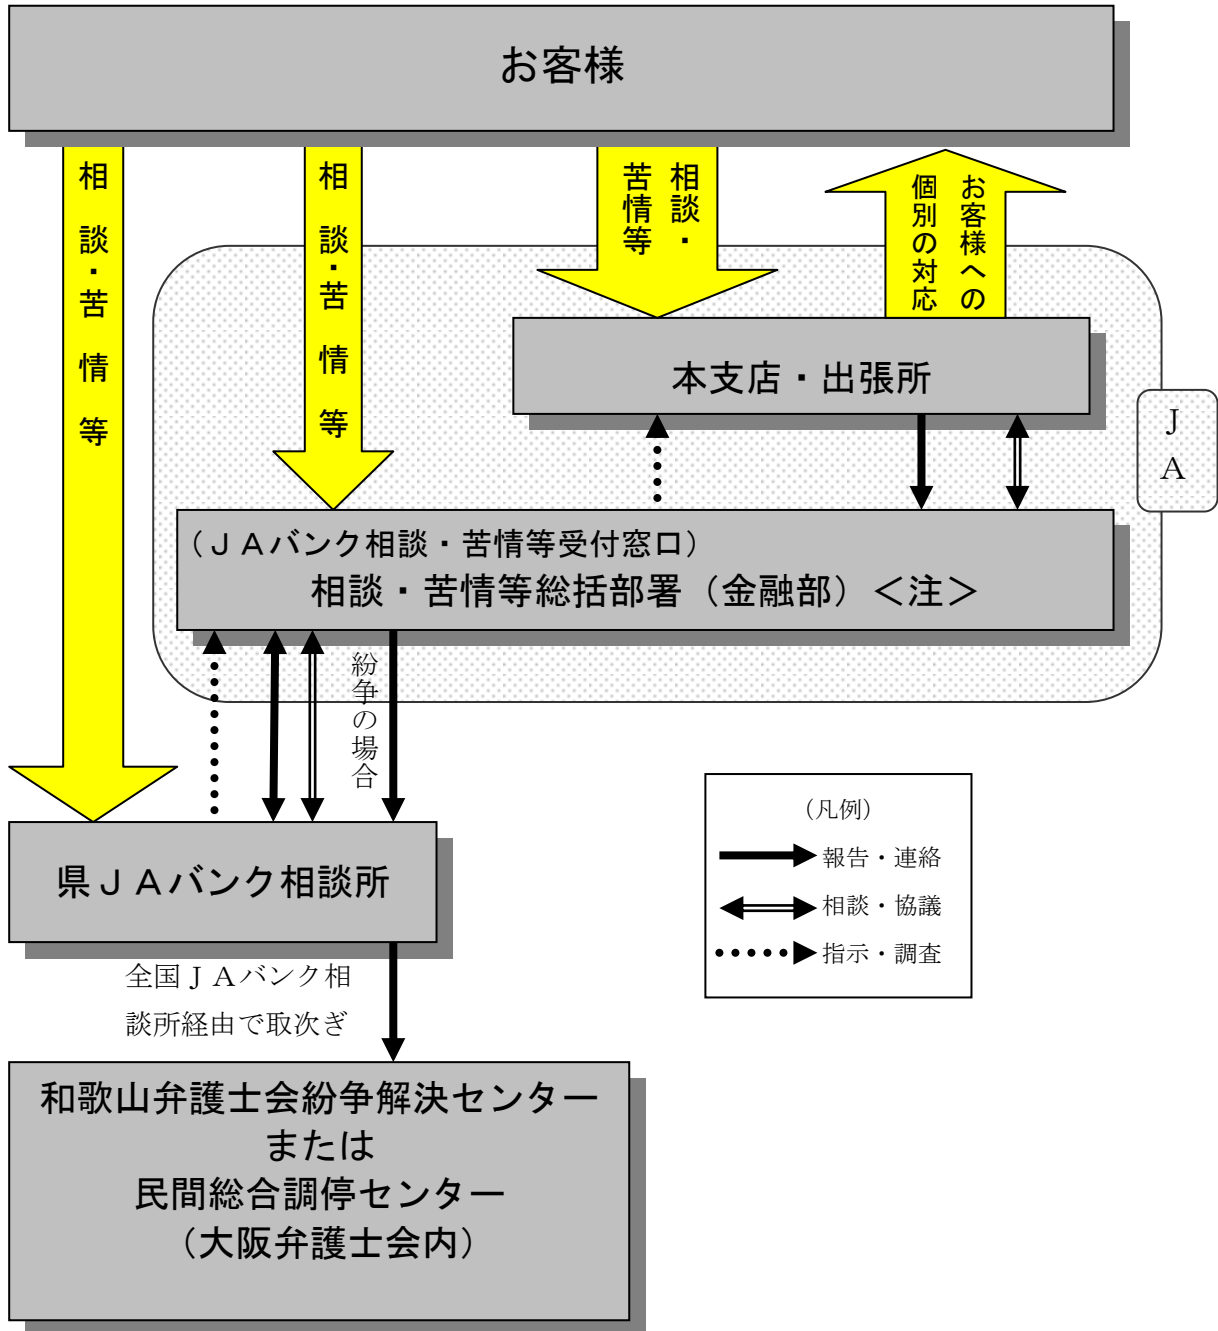 お客様
相談・苦情等
相談・苦情等
相談・
苦情等
お客様への
個別の対応
本支店・出張所
ＪＡ
（ＪＡバンク相談・苦情等受付窓口）
相談・苦情等総括部署（金融部）＜注＞
紛争の場合
（凡例）
報告・連絡
相談・協議
指示・調査
県ＪＡバンク相談所
全国ＪＡバンク相
談所経由で取次ぎ
和歌山弁護士会紛争解決センター
または
民間総合調停センター
（大阪弁護士会内）